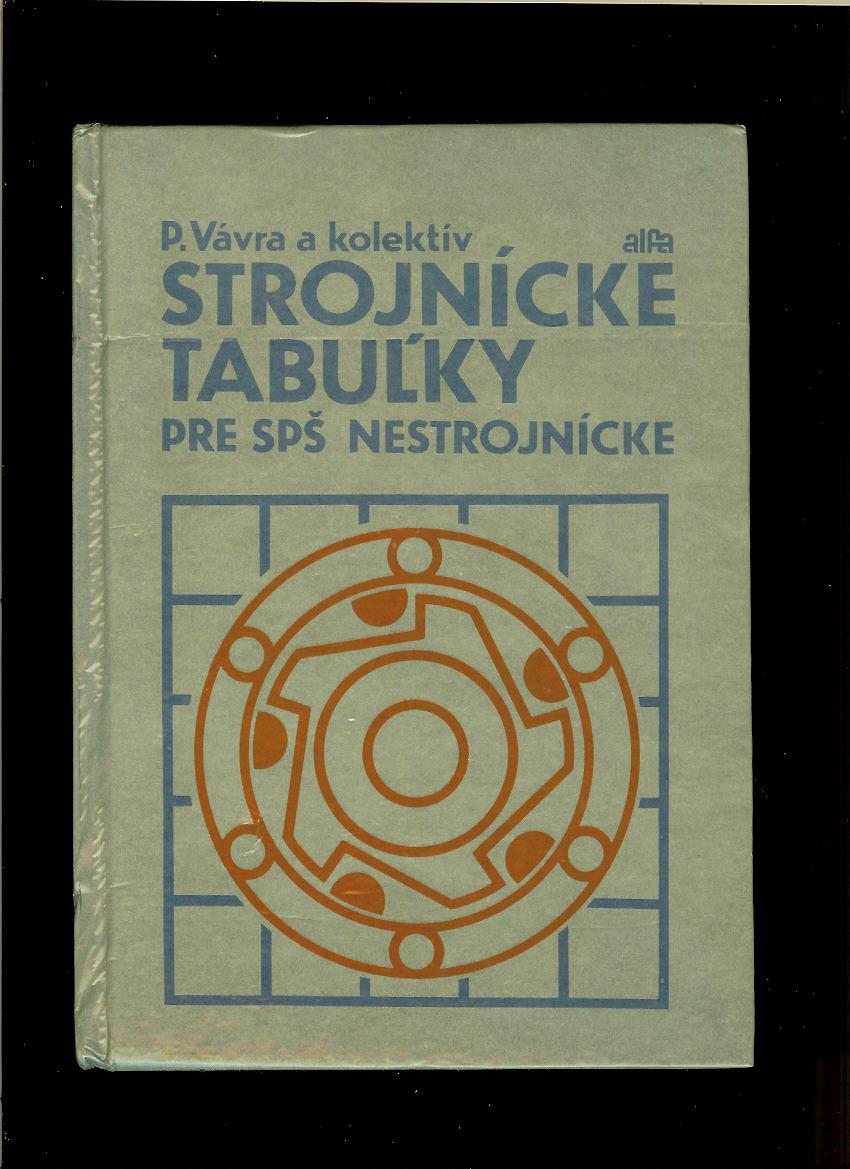 P. Vávra a kolektív
alfa
STROJNÍCKE
TABUĽKY
PRE SPŠ NESTROJNÍCKE